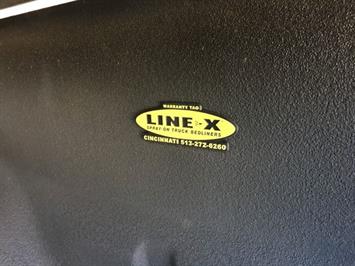 WARRANTY TAG
LINE-X
SPRAY-ON TRUCK BEDLINERS
CINCINNATI 513-272-6260